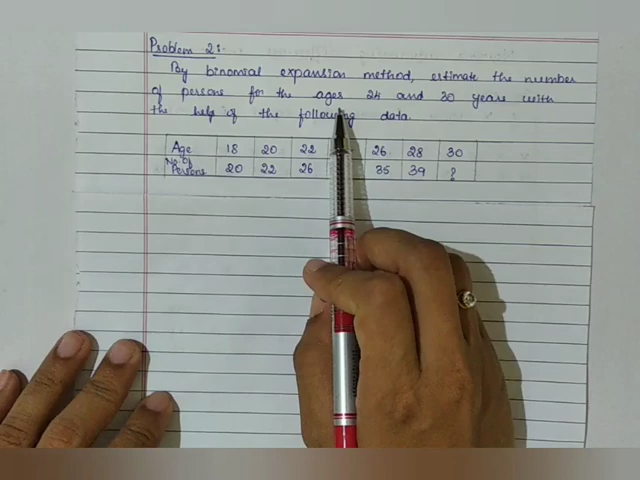 Problem 2:-
By binomial expansion method, estimate the number
of persons for the ages 24 and 30 years with
the help of the following data.
Age 18 20 22 26 28 30
No. of Persons 20 22 26 35 39 ?